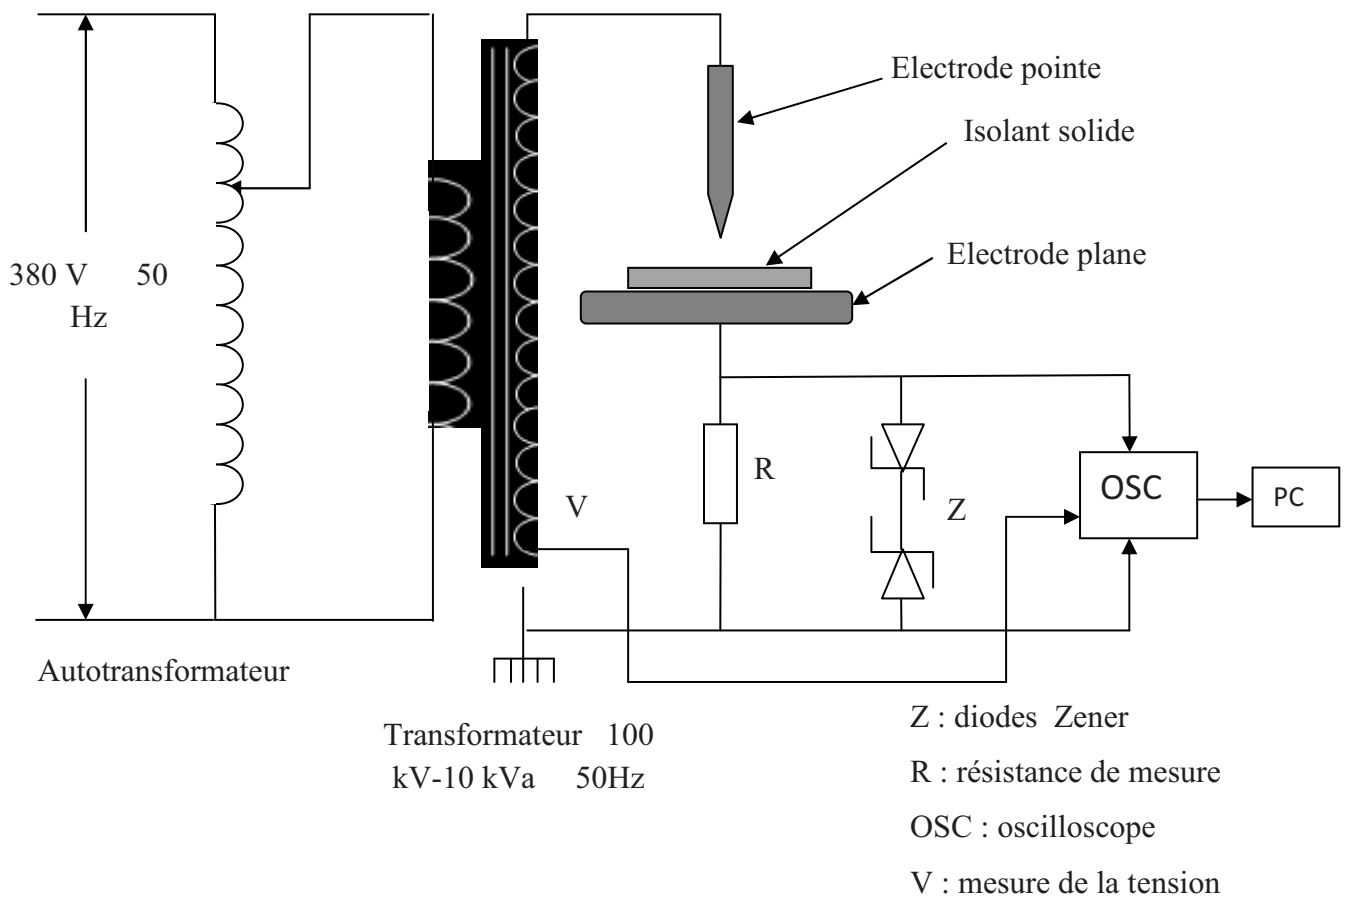 Electrode pointe
Isolant solide
Electrode plane
380 V 50
Hz
R
OSC
PC
V
Z
Autotransformateur
Transformateur 100
kV-10 kVa 50Hz
Z : diodes Zener
R : résistance de mesure
OSC : oscilloscope
V : mesure de la tension